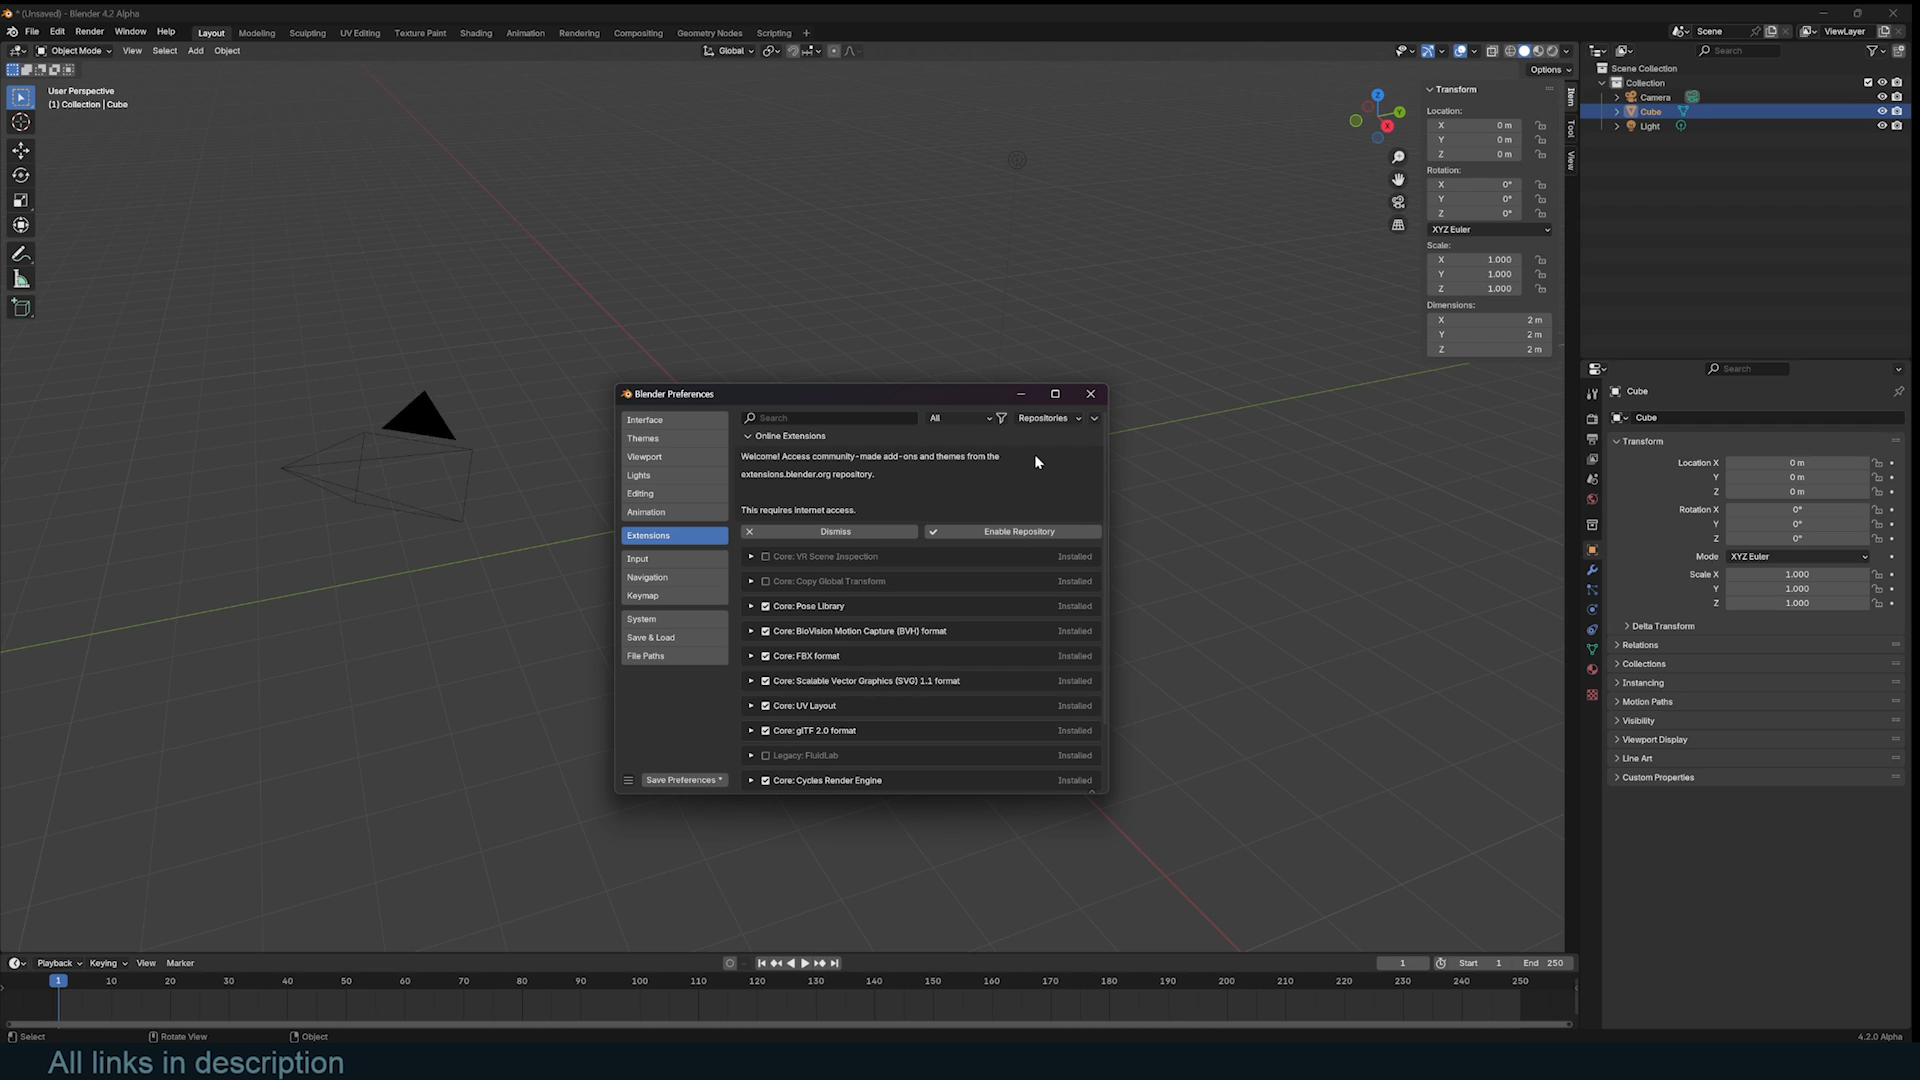 * (Unsaved) - Blender 4.2 Alpha
File Edit Render Window Help Layout Modeling Sculpting UV Editing Texture Paint Shading Animation Rendering Compositing Geometry Nodes Scripting + Scene ViewLayer
Object Mode View Select Add Object Global Search
Options
User Perspective
(1) Collection | Cube
Z
Y
X
Transform
Location:
X 0 m
Y 0 m
Z 0 m
Rotation:
X 0°
Y 0°
Z 0°
XYZ Euler
Scale:
X 1.000
Y 1.000
Z 1.000
Dimensions:
X 2 m
Y 2 m
Z 2 m
Item
Tool
View
Scene Collection
Collection
Camera
Cube
Light
Search
Cube
Cube
Transform
Location X 0 m
Y 0 m
Z 0 m
Rotation X 0°
Y 0°
Z 0°
Mode XYZ Euler
Scale X 1.000
Y 1.000
Z 1.000
Delta Transform
Relations
Collections
Instancing
Motion Paths
Visibility
Viewport Display
Line Art
Custom Properties
Blender Preferences
Interface
Themes
Viewport
Lights
Editing
Animation
Extensions
Input
Navigation
Keymap
System
Save & Load
File Paths
Save Preferences *
Search All Repositories
Online Extensions
Welcome! Access community-made add-ons and themes from the
extensions.blender.org repository.
This requires internet access.
Dismiss Enable Repository
Core: VR Scene Inspection Installed
Core: Copy Global Transform Installed
Core: Pose Library Installed
Core: BioVision Motion Capture (BVH) format Installed
Core: FBX format Installed
Core: Scalable Vector Graphics (SVG) 1.1 format Installed
Core: UV Layout Installed
Core: glTF 2.0 format Installed
Legacy: FluidLab Installed
Core: Cycles Render Engine Installed
Playback Keying View Marker 1 Start 1 End 250
1 10 20 30 40 50 60 70 80 90 100 110 120 130 140 150 160 170 180 190 200 210 220 230 240 250
Select Rotate View Object 4.2.0 Alpha
All links in description